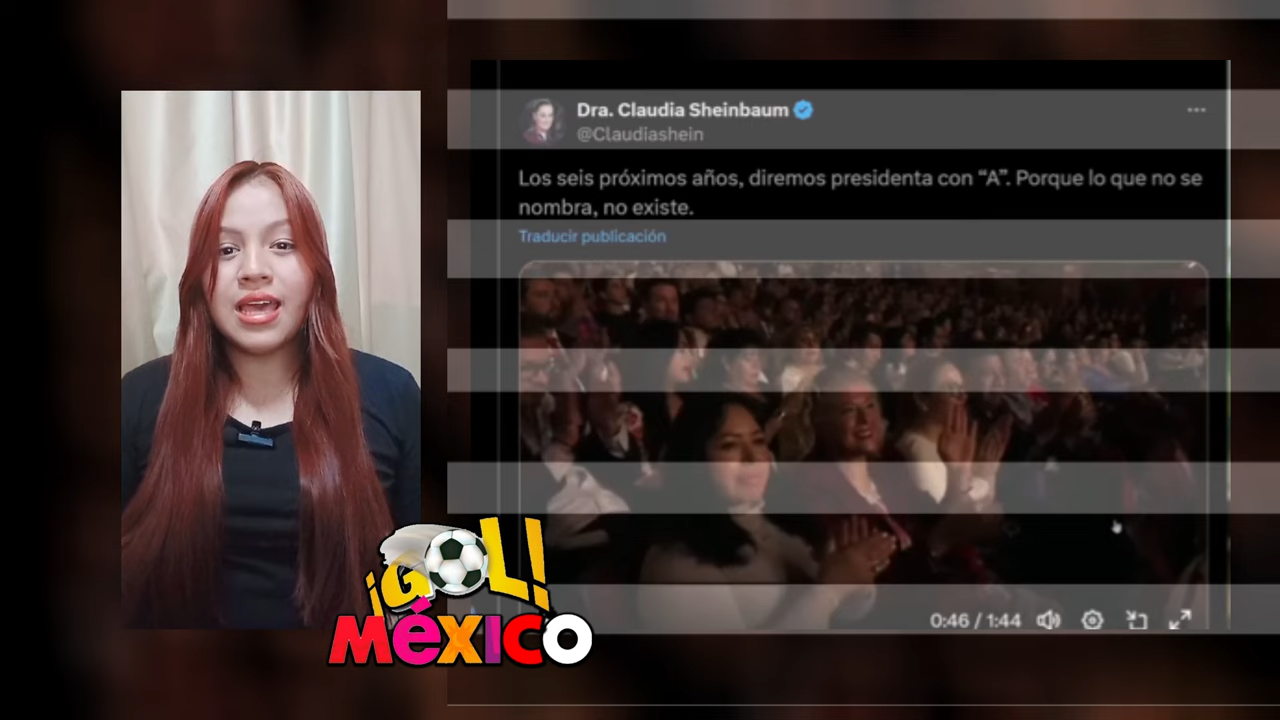 Dra. Claudia Sheinbaum
@Claudiashein
Los seis próximos años, diremos presidenta con “A”. Porque lo que no se
nombra, no existe.
Traducir publicación
0:46 / 1:44
¡GOL!
MéXICO